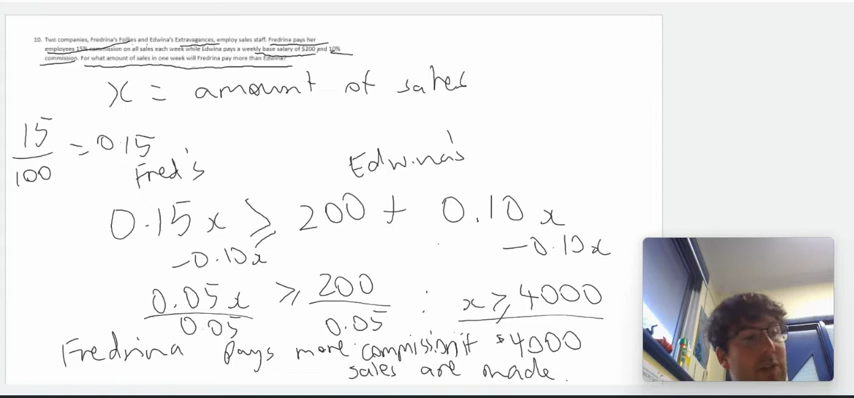 10. Two companies, Fredrina's Follies and Edwina's Extravagances, employ sales staff. Fredrina pays her
employees 15% commission on all sales each week while Edwina pays a weekly base salary of $200 and 10%
commission. For what amount of sales in one week will Fredrina pay more than Edwina?
x = amount of sales
15/100 = 0.15
Fred's Edwina's
0.15x ≥ 200 + 0.10x
-0.10x -0.10x
0.05x/0.05 ≥ 200/0.05 : x ≥ 4000
Fredrina pays more commission if $4000
sales are made.